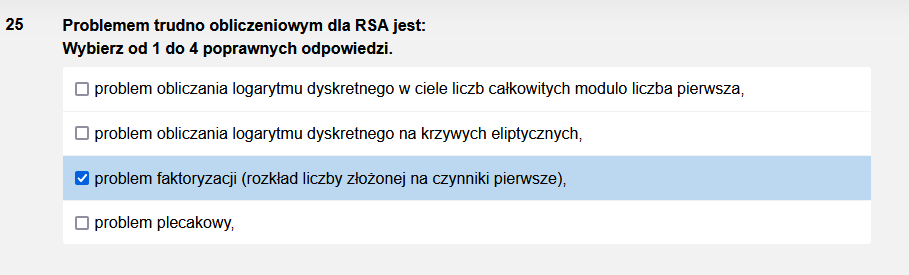 25 Problemem trudno obliczeniowym dla RSA jest:
Wybierz od 1 do 4 poprawnych odpowiedzi.
problem obliczania logarytmu dyskretnego w ciele liczb całkowitych modulo liczba pierwsza,
problem obliczania logarytmu dyskretnego na krzywych eliptycznych,
problem faktoryzacji (rozkład liczby złożonej na czynniki pierwsze),
problem plecakowy,